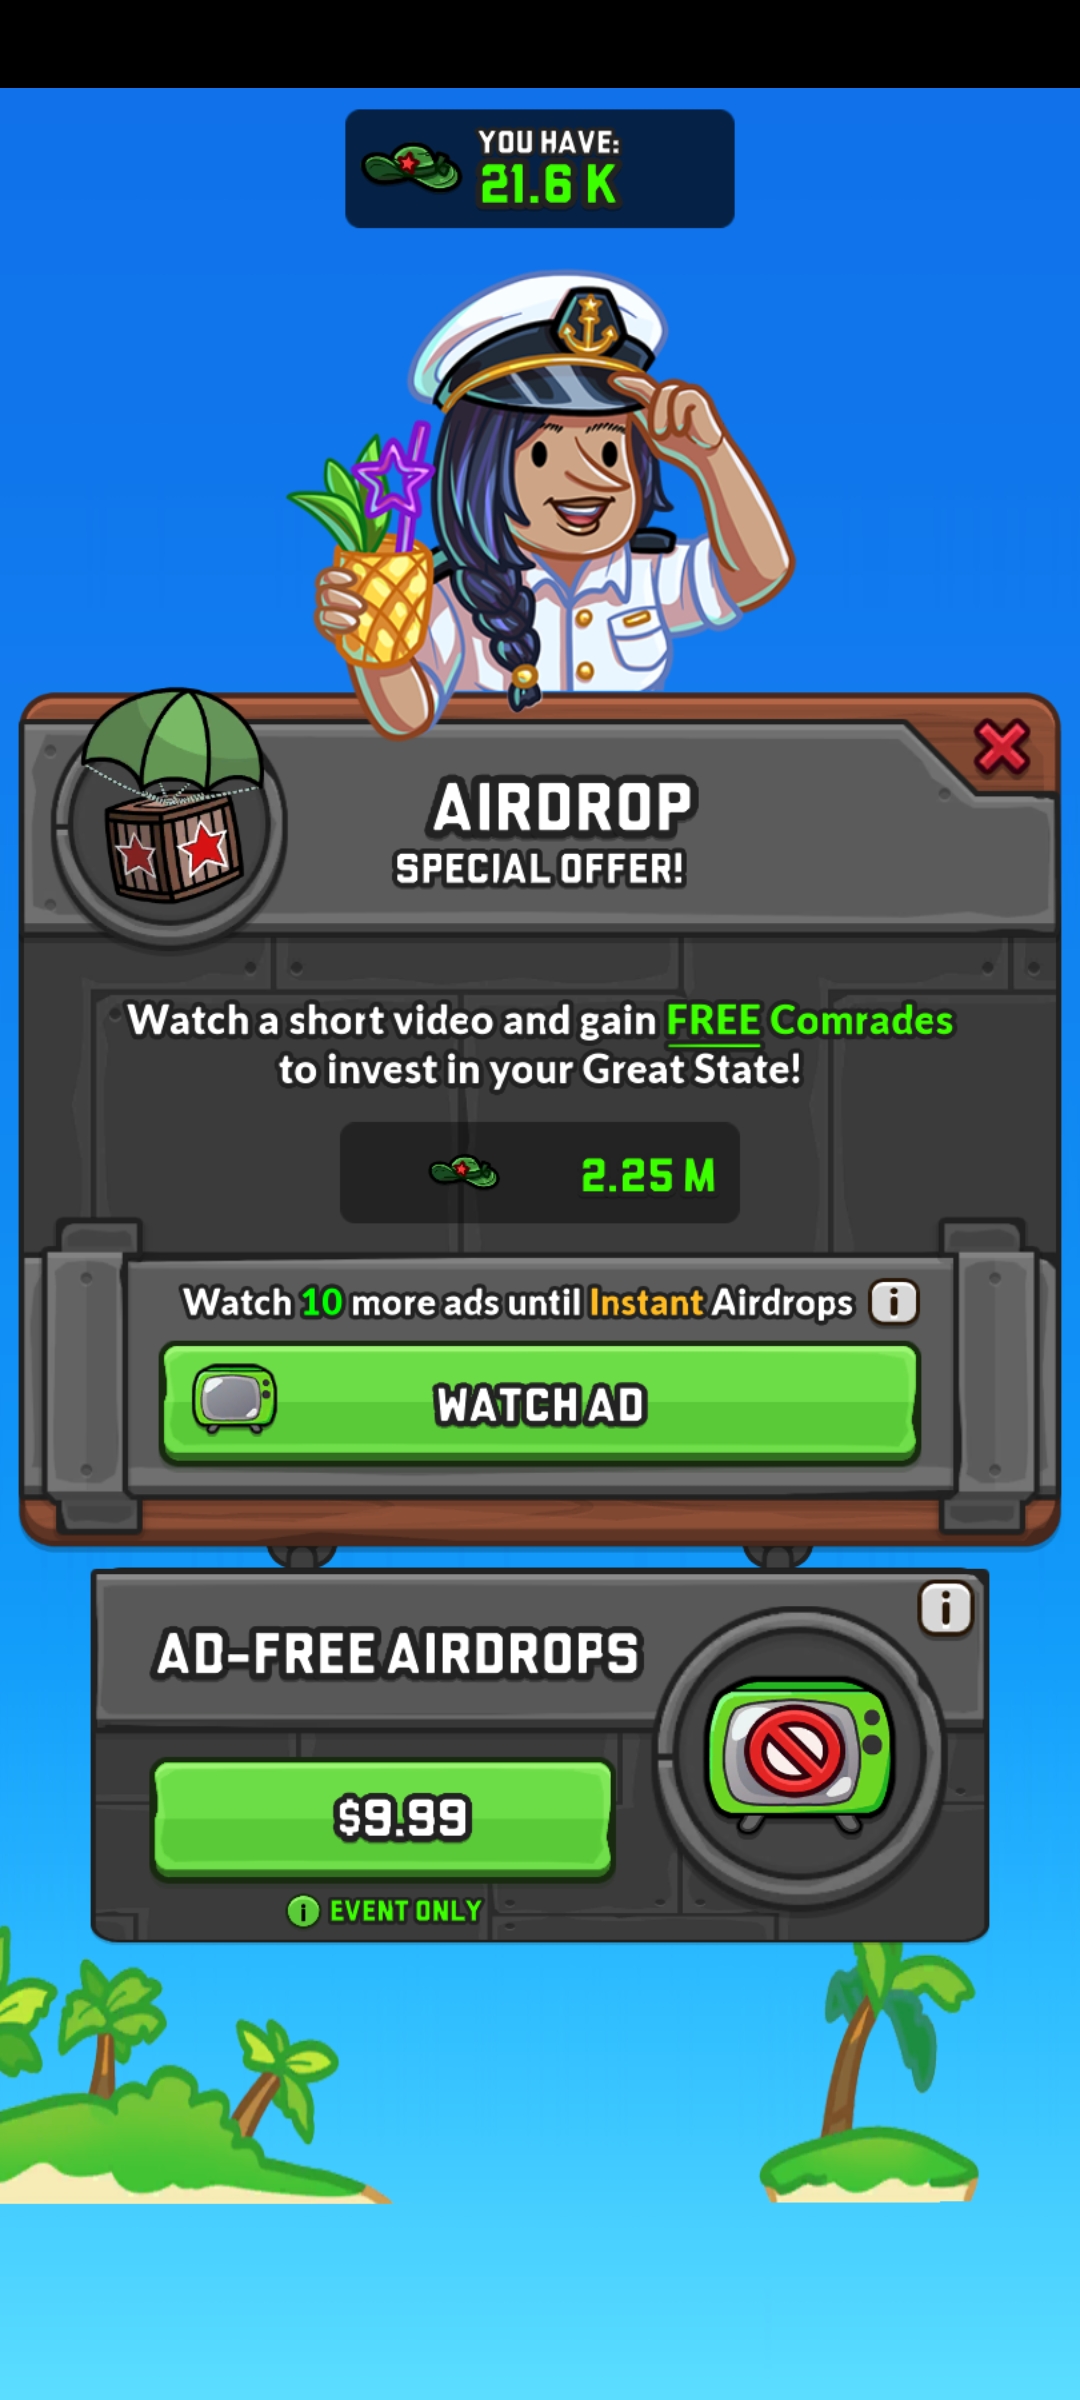 YOU HAVE:
21.6 K
AIRDROP
SPECIAL OFFER!
Watch a short video and gain FREE Comrades
to invest in your Great State!
2.25 M
Watch 10 more ads until Instant Airdrops
i
WATCH AD
i
AD-FREE AIRDROPS
$9.99
i EVENT ONLY